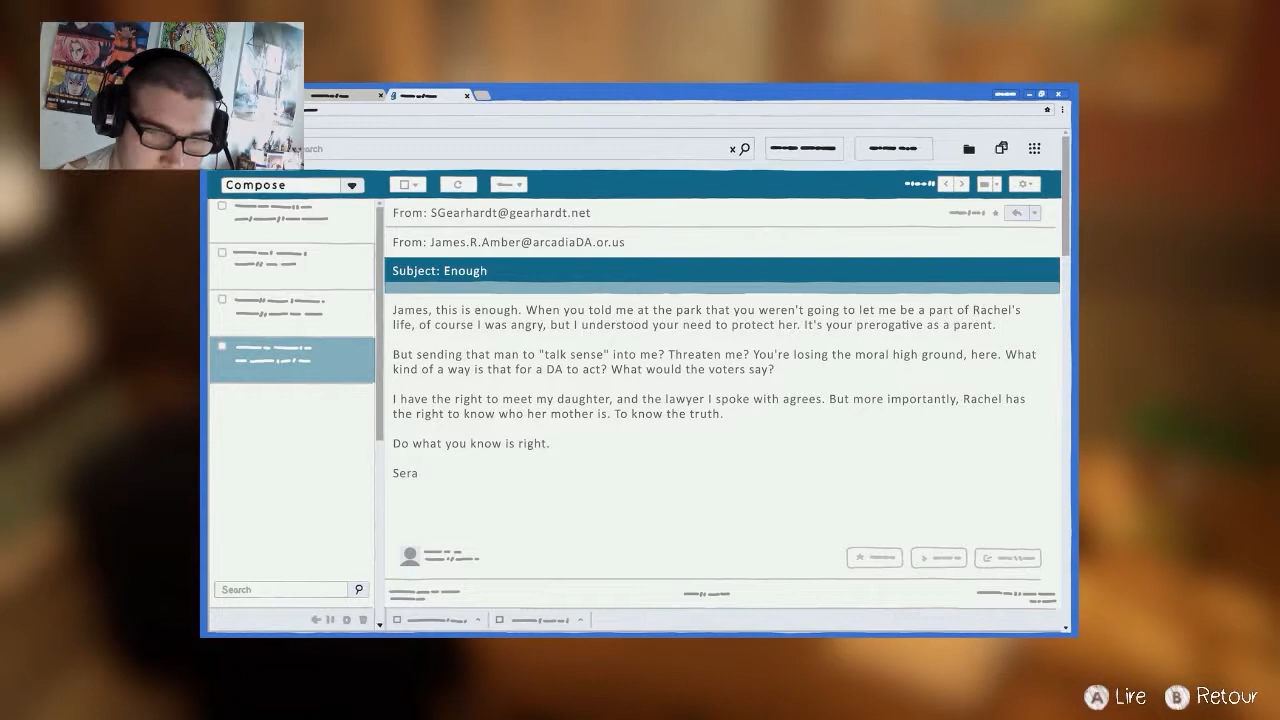 earch
Compose
From: SGearhardt@gearhardt.net
From: James.R.Amber@arcadiaDA.or.us
Subject: Enough
James, this is enough. When you told me at the park that you weren't going to let me be a part of Rachel's
life, of course I was angry, but I understood your need to protect her. It's your prerogative as a parent.
But sending that man to "talk sense" into me? Threaten me? You're losing the moral high ground, here. What
kind of a way is that for a DA to act? What would the voters say?
I have the right to meet my daughter, and the lawyer I spoke with agrees. But more importantly, Rachel has
the right to know who her mother is. To know the truth.
Do what you know is right.
Sera
Search
A Lire B Retour